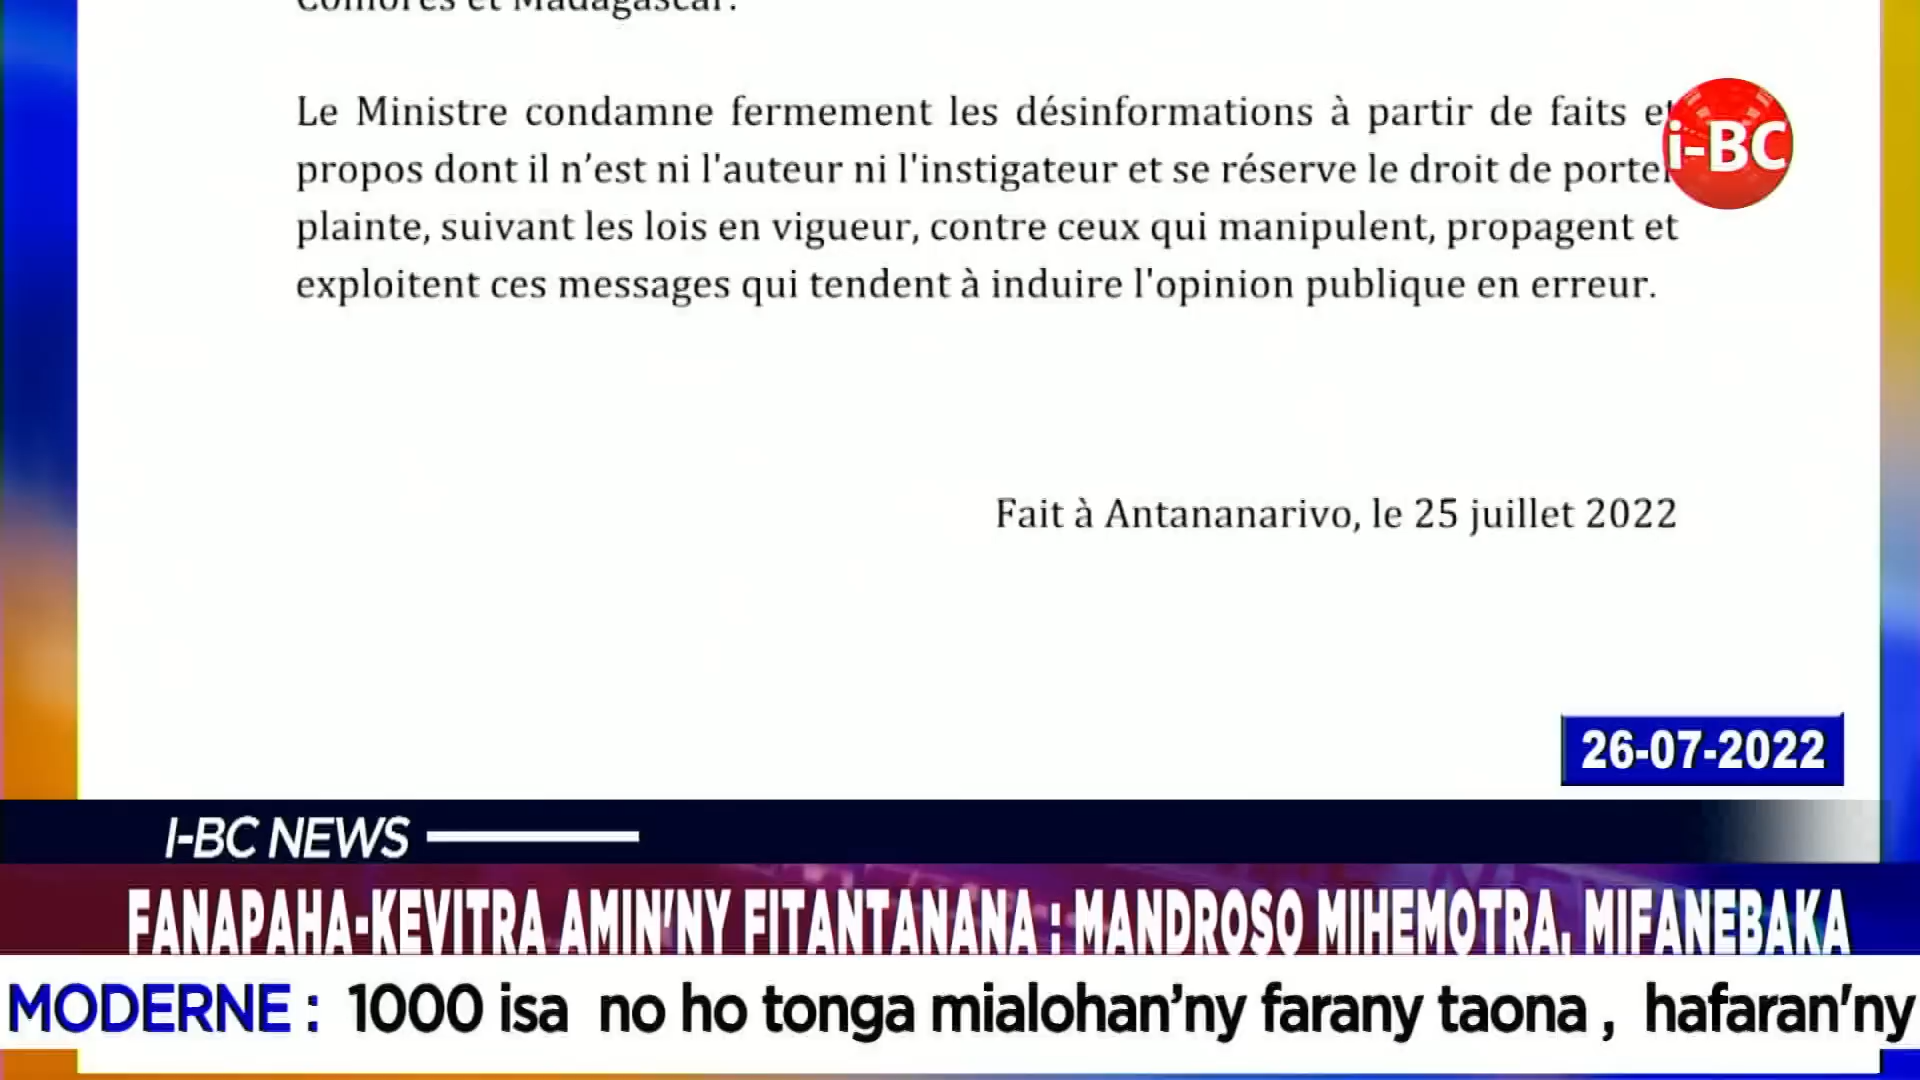 Comores et Madagascar.
Le Ministre condamne fermement les désinformations à partir de faits et
propos dont il n’est ni l'auteur ni l'instigateur et se réserve le droit de porter
plainte, suivant les lois en vigueur, contre ceux qui manipulent, propagent et
exploitent ces messages qui tendent à induire l'opinion publique en erreur.
i-BC
Fait à Antananarivo, le 25 juillet 2022
26-07-2022
I-BC NEWS
FANAPAHA-KEVITRA AMIN'NY FITANTANANA : MANDROSO MIHEMOTRA, MIFANEBAKA
MODERNE : 1000 isa no ho tonga mialohan’ny farany taona , hafaran'ny